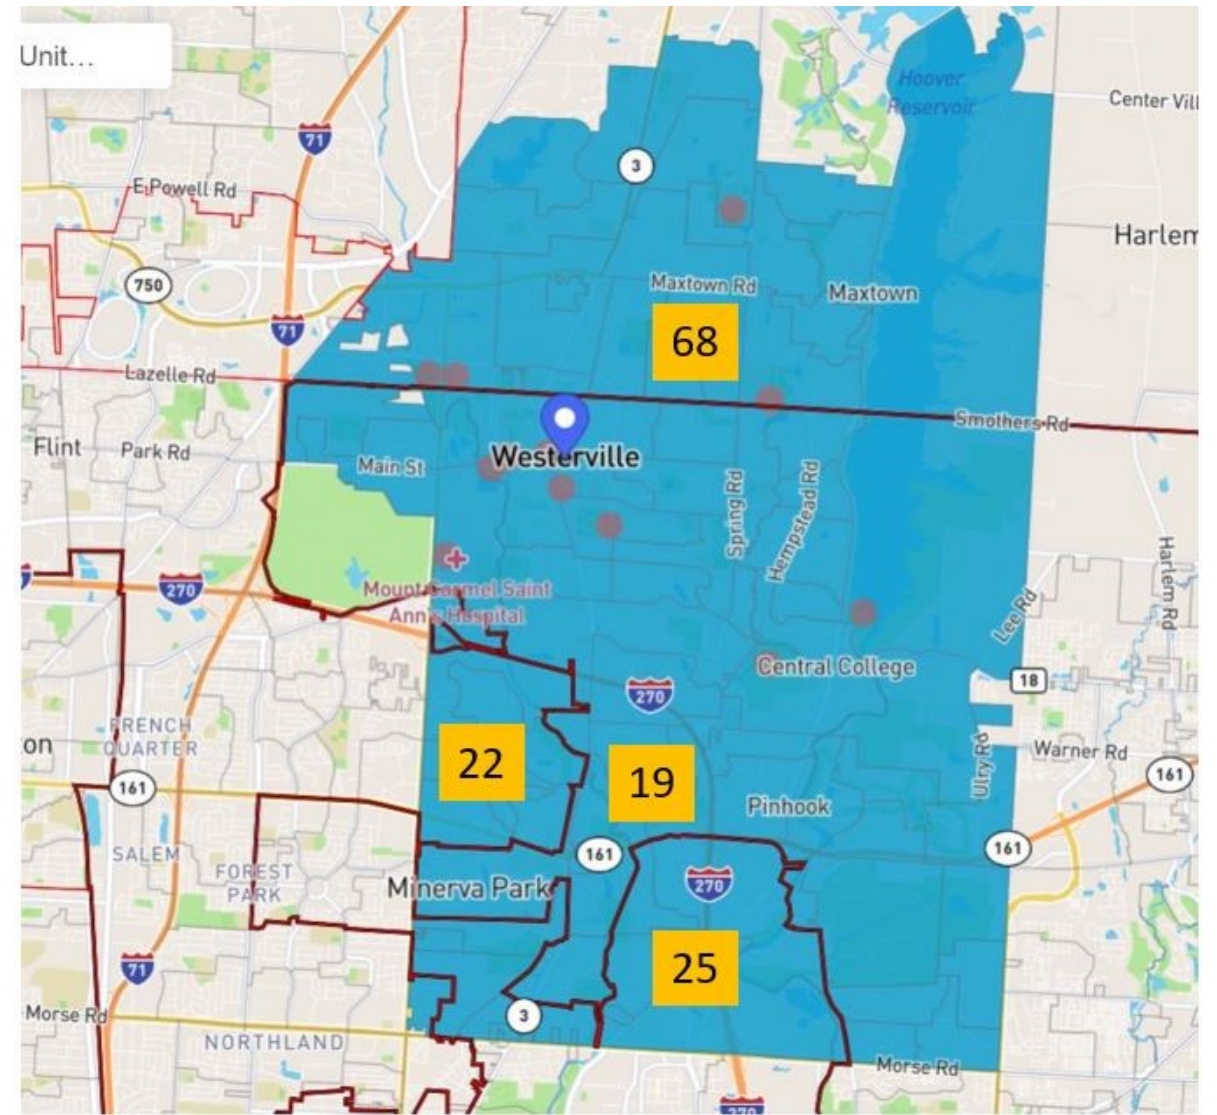 Unit...
Hoover
Reservoir
71
Center Vill
3
E Powell Rd
Harlem
750
Maxtown Rd
Maxtown
71
68
Lazelle Rd
Smothers Rd
Flint
Park Rd
Main St
Westerville
Spring Rd
Hempstead Rd
Harlem Rd
270
Mount Carmel Saint
Ann's Hospital
Lee Rd
Central College
18
270
FRENCH
QUARTER
on
22
19
Ulry Rd
Warner Rd
161
161
Pinhook
SALEM
161
161
FOREST
PARK
Minerva Park
270
71
25
3
Morse Rd
NORTHLAND
Morse Rd
270